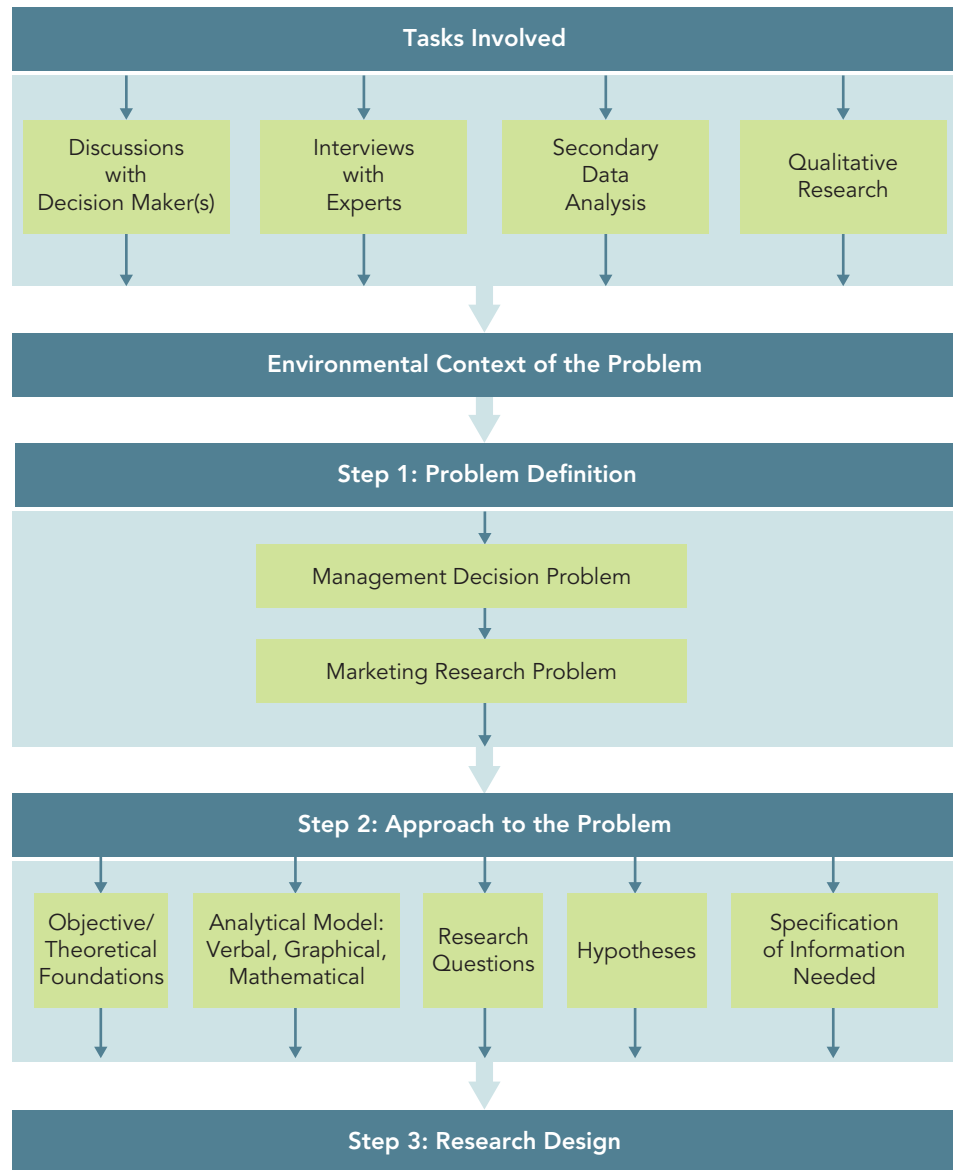 Tasks Involved
Discussions
with
Decision Maker(s)
Interviews
with
Experts
Secondary
Data
Analysis
Qualitative
Research
Environmental Context of the Problem
Step 1: Problem Definition
Management Decision Problem
Marketing Research Problem
Step 2: Approach to the Problem
Objective/
Theoretical
Foundations
Analytical Model:
Verbal, Graphical,
Mathematical
Research
Questions
Hypotheses
Specification
of Information
Needed
Step 3: Research Design